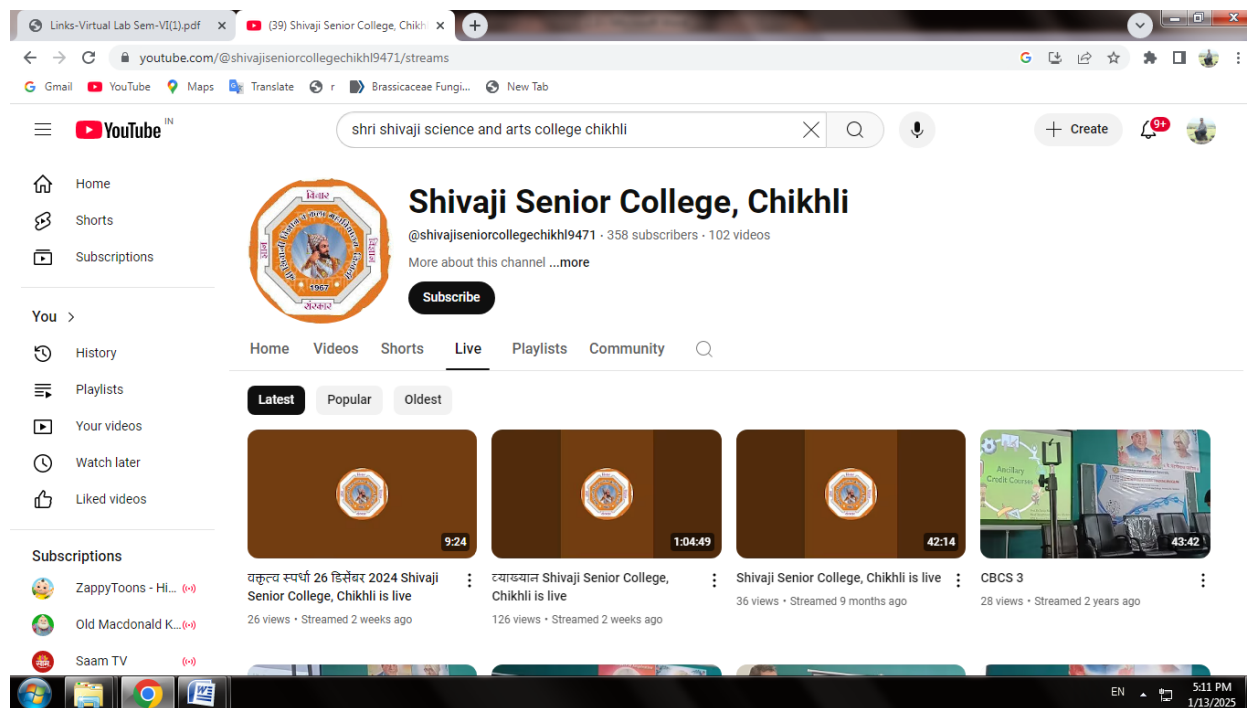 Links-Virtual Lab Sem-VI(1).pdf
(39) Shivaji Senior College, Chikh
youtube.com/@shivajiseniorcollegechikhl9471/streams
Gmail YouTube Maps Translate r Brassicaceae Fungi... New Tab
YouTube IN
shri shivaji science and arts college chikhli
Create
9+
Home
Shorts
Subscriptions
You
History
Playlists
Your videos
Watch later
Liked videos
Subscriptions
ZappyToons - Hi...
Old Macdonald K...
Saam TV
विचार
संस्कार
1967
Shivaji Senior College, Chikhli
@shivajiseniorcollegechikhl9471 · 358 subscribers · 102 videos
More about this channel ...more
Subscribe
Home Videos Shorts Live Playlists Community
Latest Popular Oldest
9:24
1:04:49
42:14
Ancillary
Credit Courses
43:42
वक्तृत्व स्पर्धा 26 डिसेंबर 2024 Shivaji
Senior College, Chikhli is live
26 views • Streamed 2 weeks ago
व्याख्यान Shivaji Senior College,
Chikhli is live
126 views • Streamed 2 weeks ago
Shivaji Senior College, Chikhli is live
36 views • Streamed 9 months ago
CBCS 3
28 views • Streamed 2 years ago
EN
5:11 PM
1/13/2025